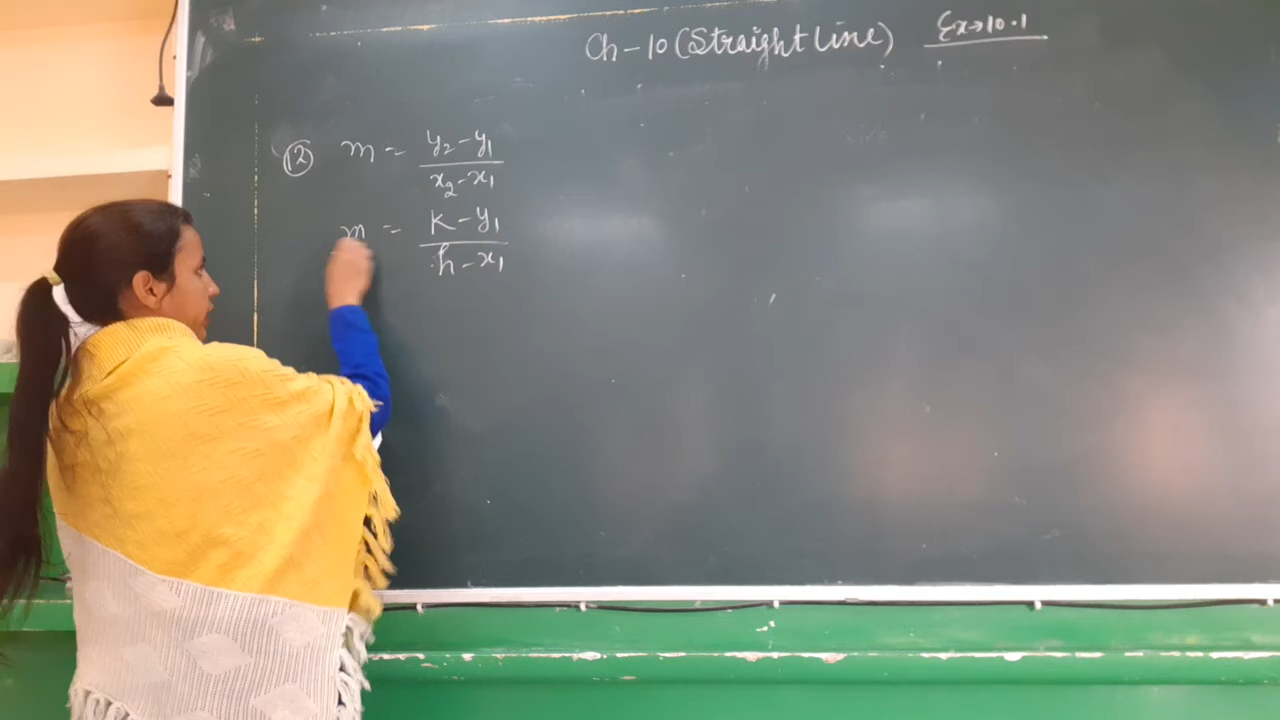 Ch-10 (Straight Line) Ex→10.1
(12) m = y₂-y₁ / x₂-x₁
m = K-y₁ / h-x₁